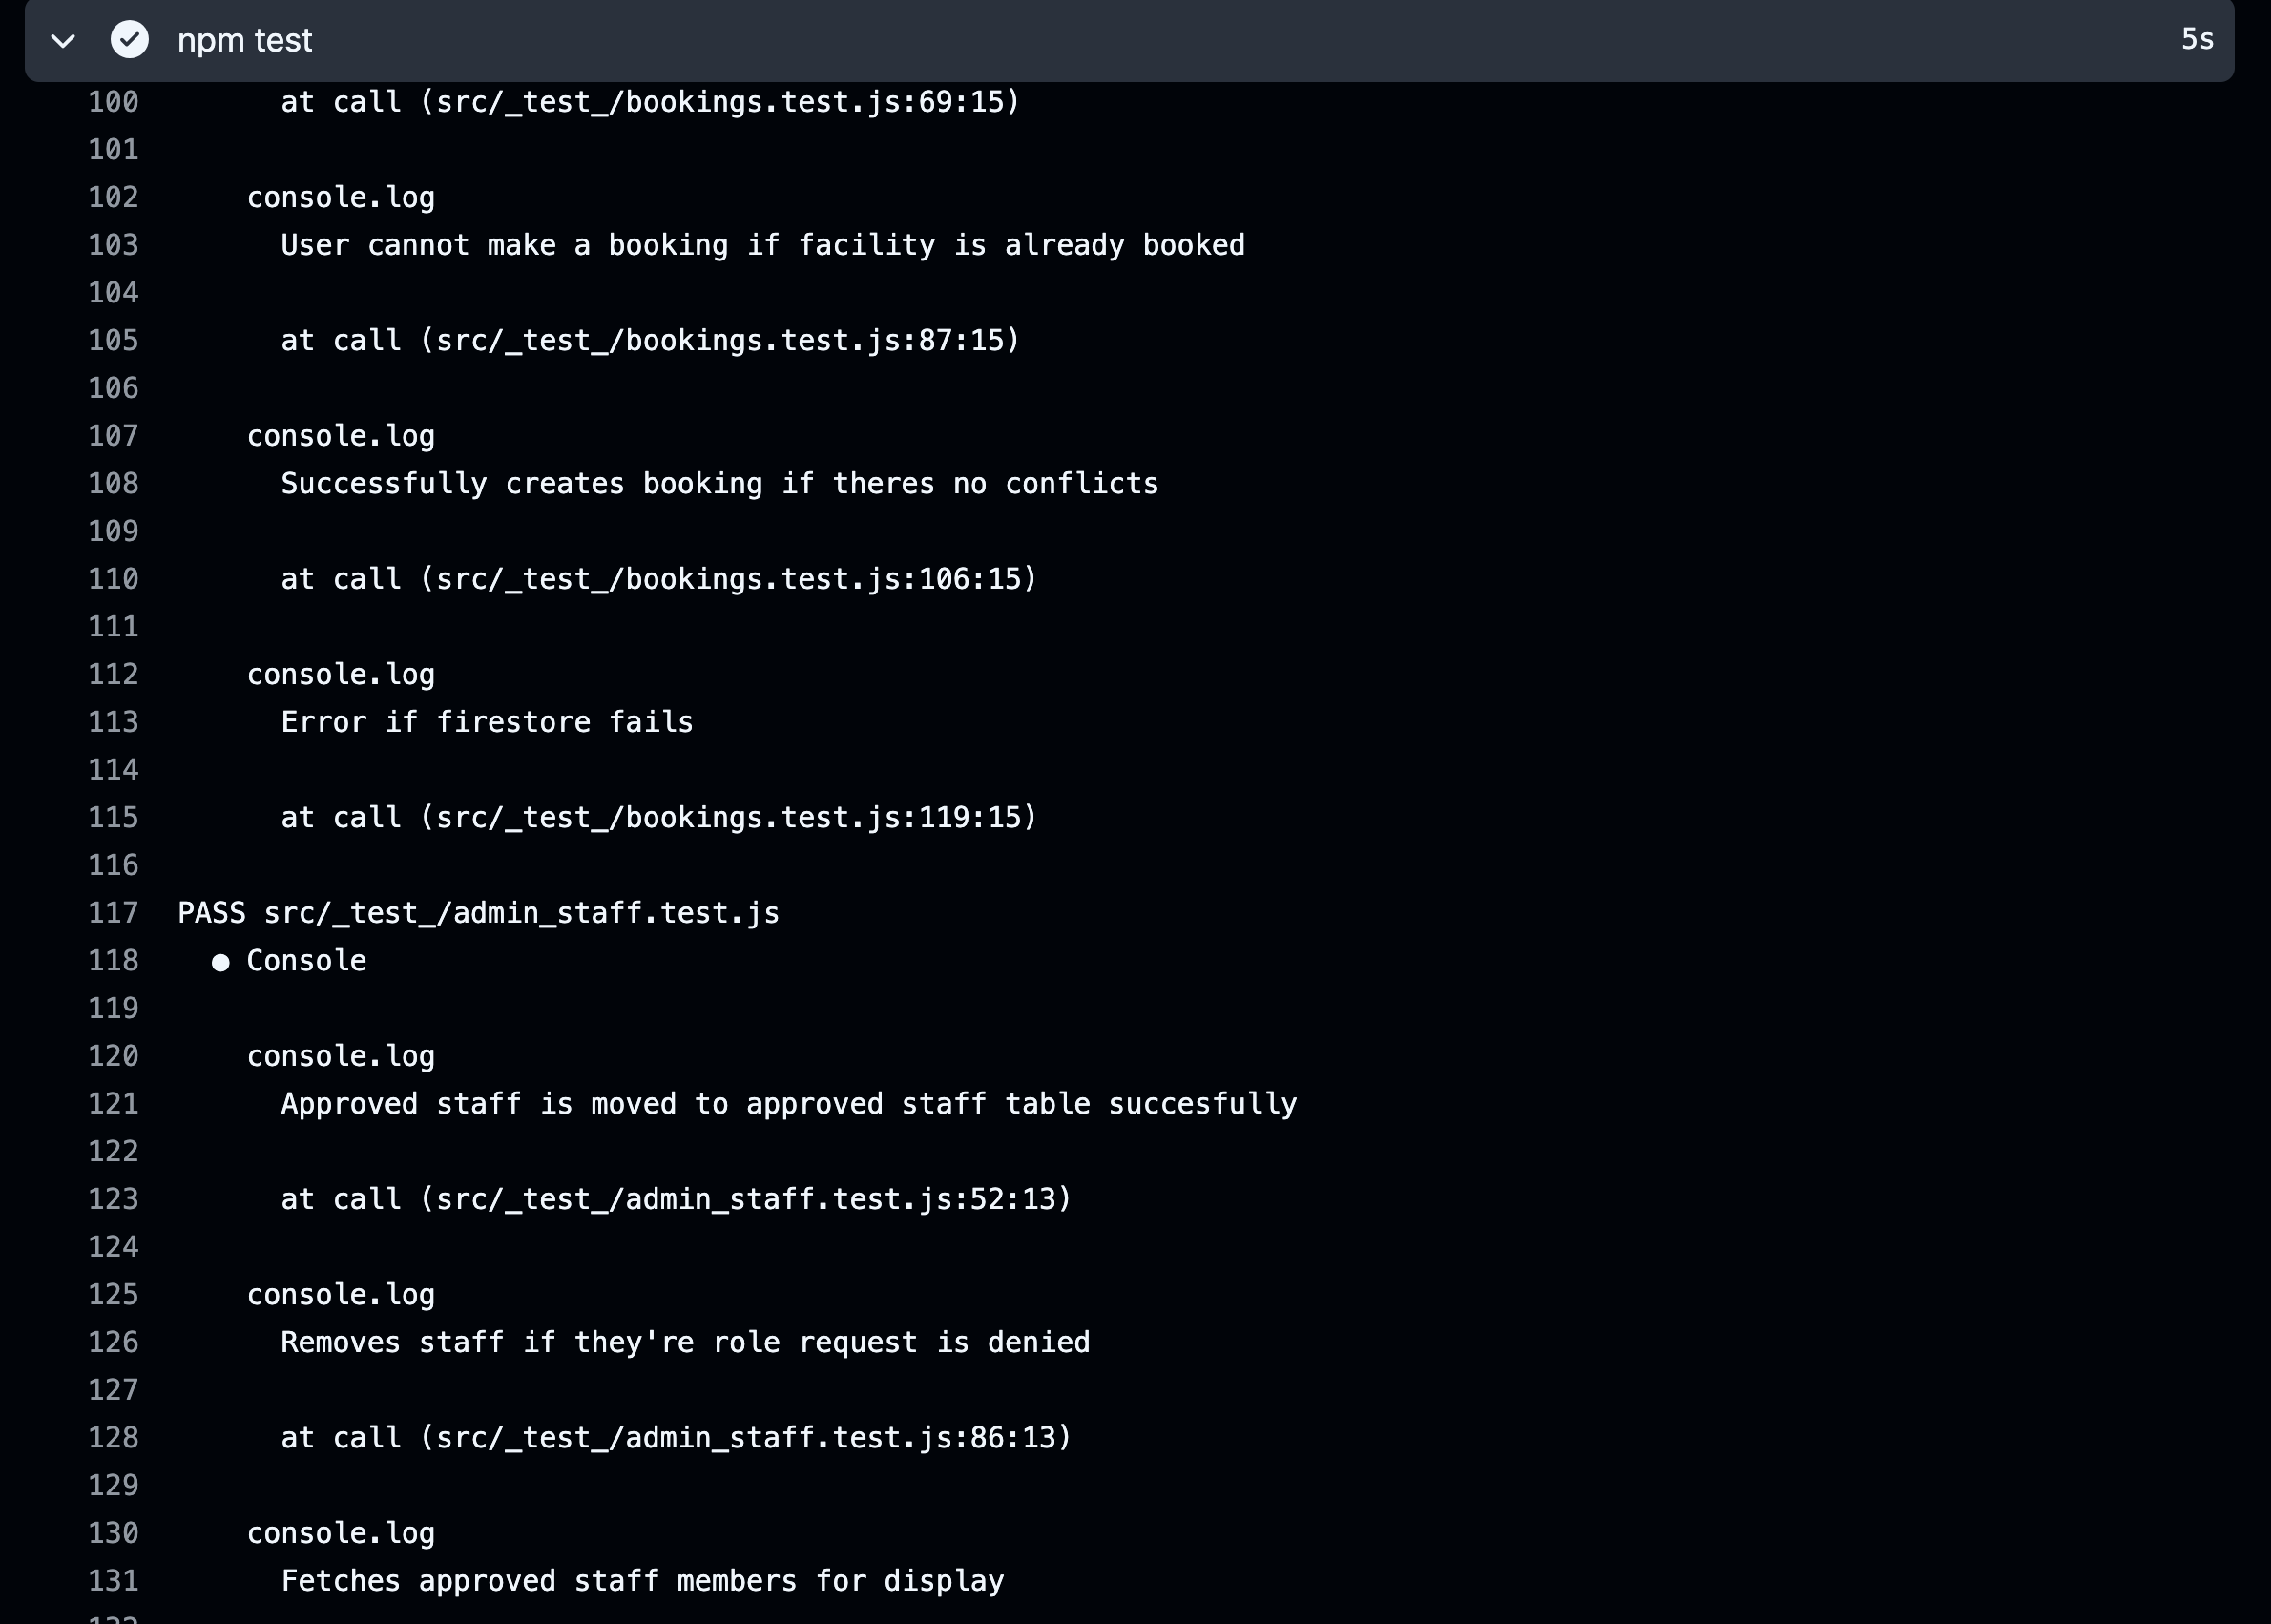 npm test 5s
100 at call (src/_test_/bookings.test.js:69:15)
101
102 console.log
103 User cannot make a booking if facility is already booked
104
105 at call (src/_test_/bookings.test.js:87:15)
106
107 console.log
108 Successfully creates booking if theres no conflicts
109
110 at call (src/_test_/bookings.test.js:106:15)
111
112 console.log
113 Error if firestore fails
114
115 at call (src/_test_/bookings.test.js:119:15)
116
117 PASS src/_test_/admin_staff.test.js
118 ● Console
119
120 console.log
121 Approved staff is moved to approved staff table succesfully
122
123 at call (src/_test_/admin_staff.test.js:52:13)
124
125 console.log
126 Removes staff if they're role request is denied
127
128 at call (src/_test_/admin_staff.test.js:86:13)
129
130 console.log
131 Fetches approved staff members for display